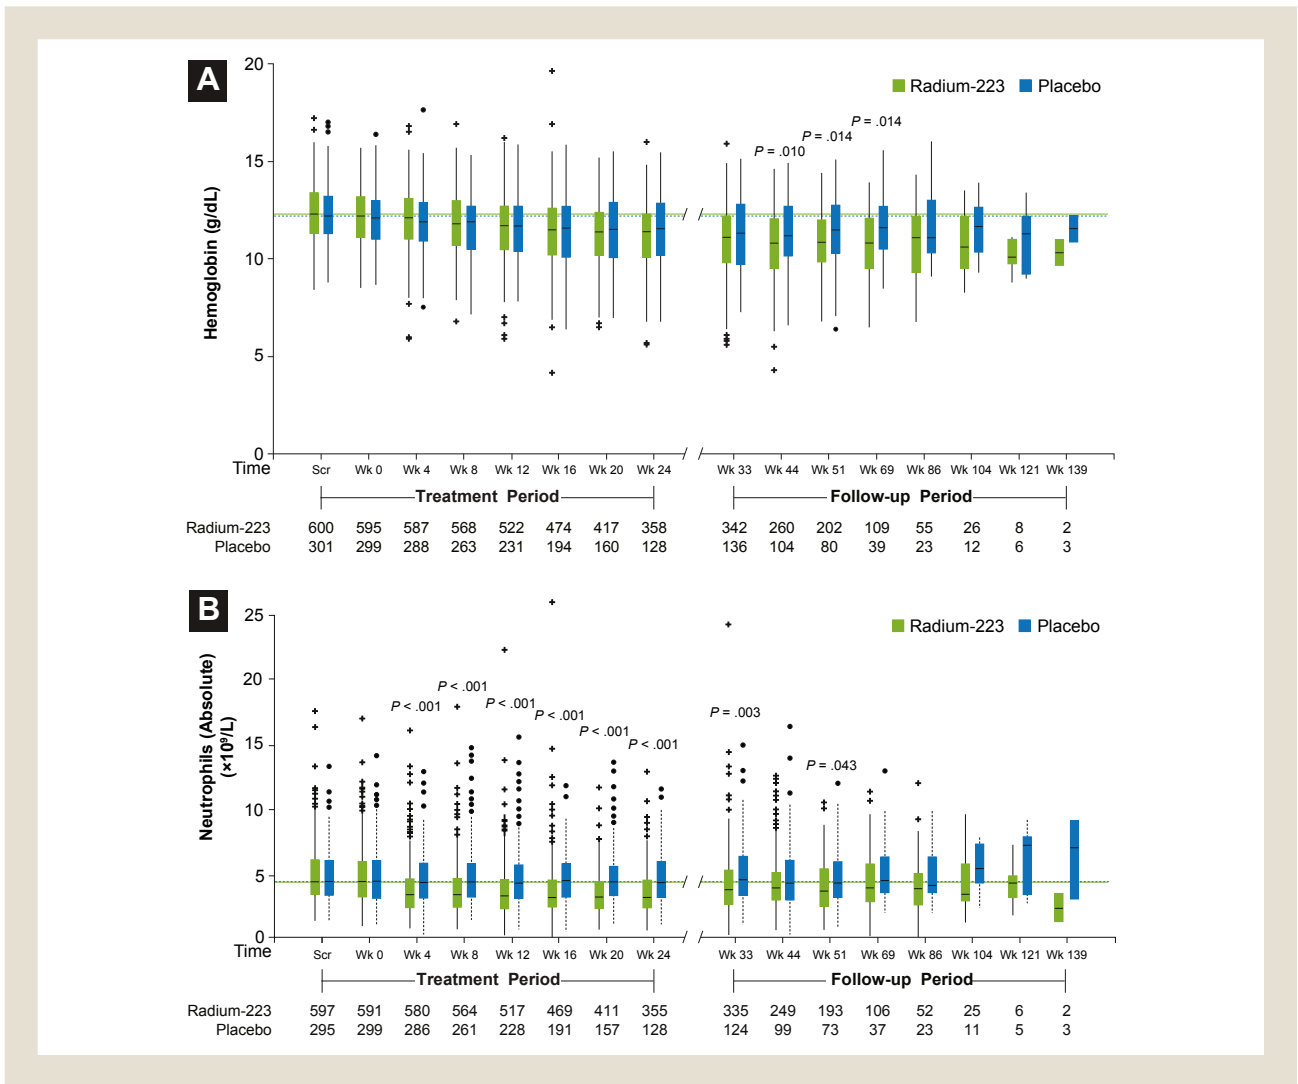 A
Radium-223 Placebo
Hemoglobin (g/dL)
20
15
10
5
0
P = .010
P = .014
P = .014
Time Scr Wk 0 Wk 4 Wk 8 Wk 12 Wk 16 Wk 20 Wk 24 Wk 33 Wk 44 Wk 51 Wk 69 Wk 86 Wk 104 Wk 121 Wk 139
Treatment Period Follow-up Period
Radium-223 600 595 587 568 522 474 417 358 342 260 202 109 55 26 8 2
Placebo 301 299 288 263 231 194 160 128 136 104 80 39 23 12 6 3
B
Radium-223 Placebo
Neutrophils (Absolute)
(×10⁹/L)
25
20
15
10
5
0
P < .001
P < .001
P < .001
P < .001
P < .001
P < .001
P = .003
P = .043
Time Scr Wk 0 Wk 4 Wk 8 Wk 12 Wk 16 Wk 20 Wk 24 Wk 33 Wk 44 Wk 51 Wk 69 Wk 86 Wk 104 Wk 121 Wk 139
Treatment Period Follow-up Period
Radium-223 597 591 580 564 517 469 411 355 335 249 193 106 52 25 6 2
Placebo 295 299 286 261 228 191 157 128 124 99 73 37 23 11 5 3